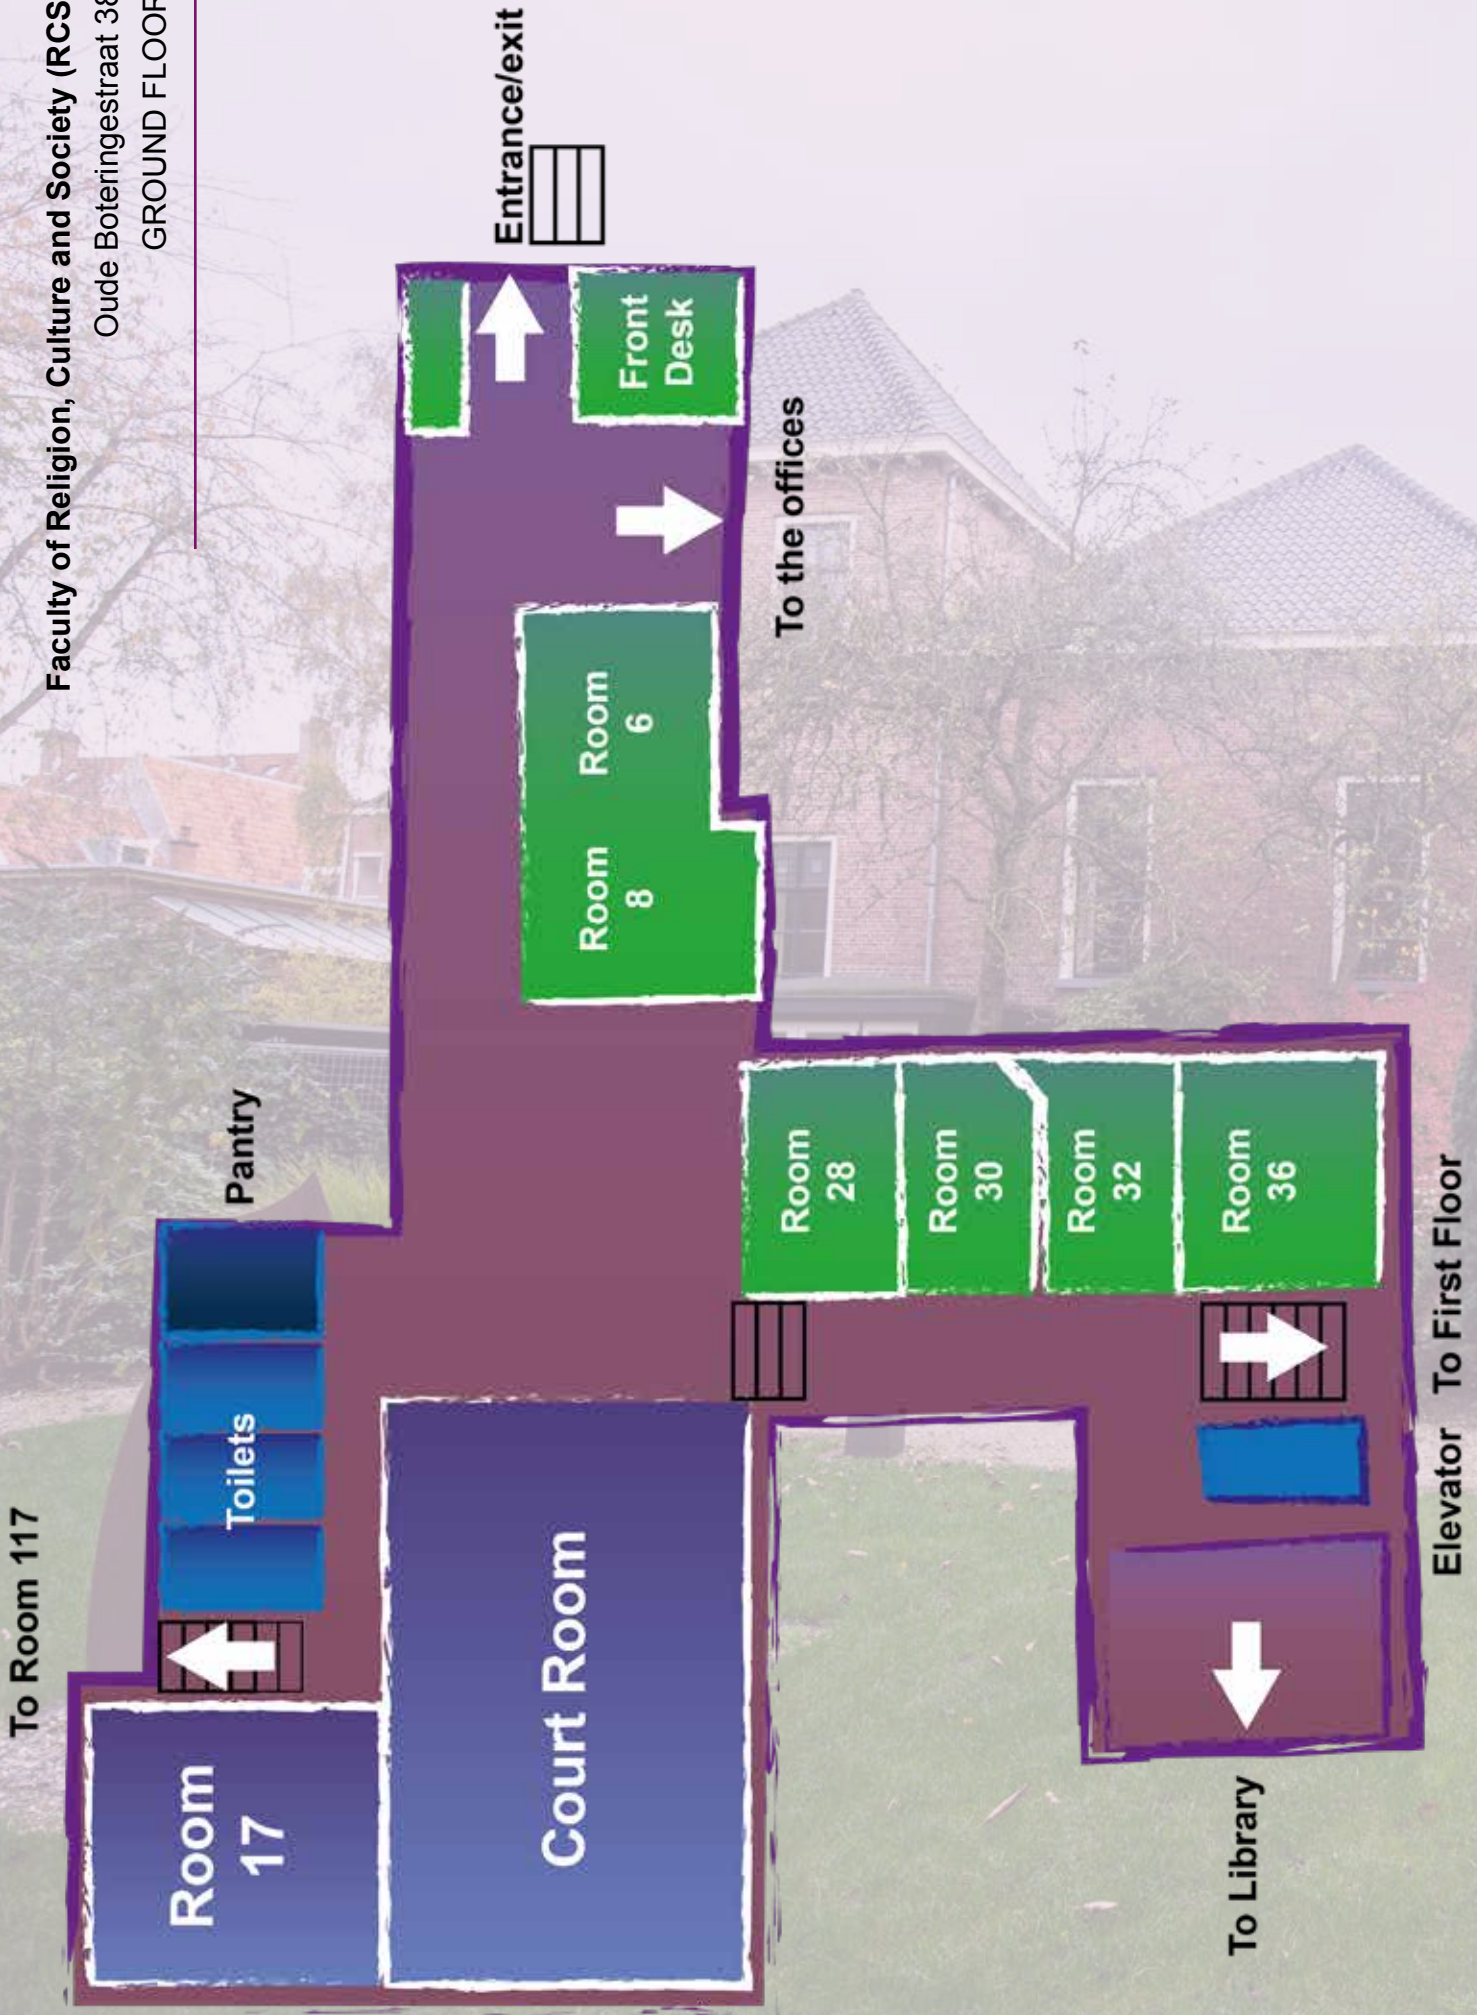 Faculty of Religion, Culture and Society (RCS
Oude Boteringestraat 38
GROUND FLOOR
To Room 117
Room
17
Toilets
Pantry
Entrance/exit
Court Room
Room
8
Room
6
Front
Desk
To the offices
Room
28
Room
30
Room
32
Room
36
To Library
Elevator
To First Floor